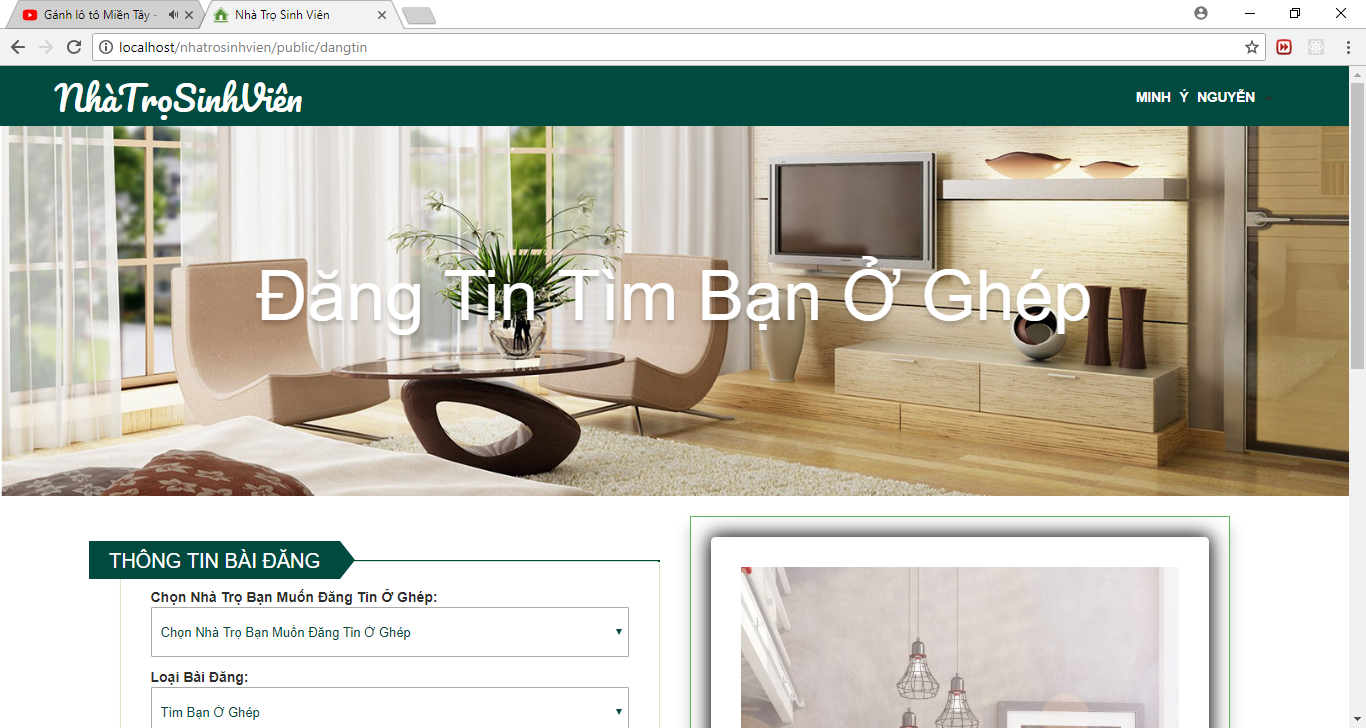 Gánh lô tô Miền Tây -
Nhà Trọ Sinh Viên
localhost/nhatrosinhvien/public/dangtin
NhàTrọSinhViên
MINH Ý NGUYỄN
Đăng Tin Tìm Bạn Ở Ghép
THÔNG TIN BÀI ĐĂNG
Chọn Nhà Trọ Bạn Muốn Đăng Tin Ở Ghép:
Chọn Nhà Trọ Bạn Muốn Đăng Tin Ở Ghép
Loại Bài Đăng:
Tìm Bạn Ở Ghép